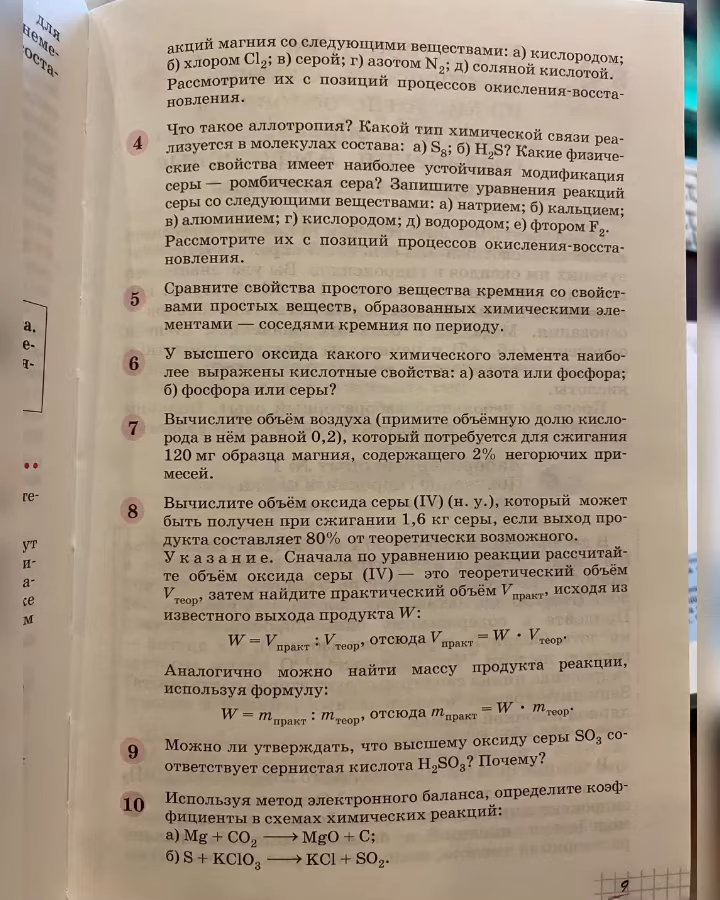 для
неме-
оста-
акций магния со следующими веществами: а) кислородом;
б) хлором Cl₂; в) серой; г) азотом N₂; д) соляной кислотой.
Рассмотрите их с позиций процессов окисления-восста-
новления.
4 Что такое аллотропия? Какой тип химической связи реа-
лизуется в молекулах состава: а) S₈; б) H₂S? Какие физиче-
ские свойства имеет наиболее устойчивая модификация
серы — ромбическая сера? Запишите уравнения реакций
серы со следующими веществами: а) натрием; б) кальцием;
в) алюминием; г) кислородом; д) водородом; е) фтором F₂.
Рассмотрите их с позиций процессов окисления-восста-
новления.
5 Сравните свойства простого вещества кремния со свойст-
вами простых веществ, образованных химическими эле-
ментами — соседями кремния по периоду.
6 У высшего оксида какого химического элемента наибо-
лее выражены кислотные свойства: а) азота или фосфора;
б) фосфора или серы?
7 Вычислите объём воздуха (примите объёмную долю кисло-
рода в нём равной 0,2), который потребуется для сжигания
120 мг образца магния, содержащего 2% негорючих при-
месей.
8 Вычислите объём оксида серы (IV) (н. у.), который может
быть получен при сжигании 1,6 кг серы, если выход про-
дукта составляет 80% от теоретически возможного.
Указание. Сначала по уравнению реакции рассчитай-
те объём оксида серы (IV) — это теоретический объём
Vтеор, затем найдите практический объём Vпракт, исходя из
известного выхода продукта W:
W = Vпракт : Vтеор, отсюда Vпракт = W · Vтеор.
Аналогично можно найти массу продукта реакции,
используя формулу:
W = mпракт : mтеор, отсюда mпракт = W · mтеор.
9 Можно ли утверждать, что высшему оксиду серы SO₃ со-
ответствует сернистая кислота H₂SO₃? Почему?
10 Используя метод электронного баланса, определите коэф-
фициенты в схемах химических реакций:
а) Mg + CO₂ ⟶ MgO + C;
б) S + KClO₃ ⟶ KCl + SO₂.
9